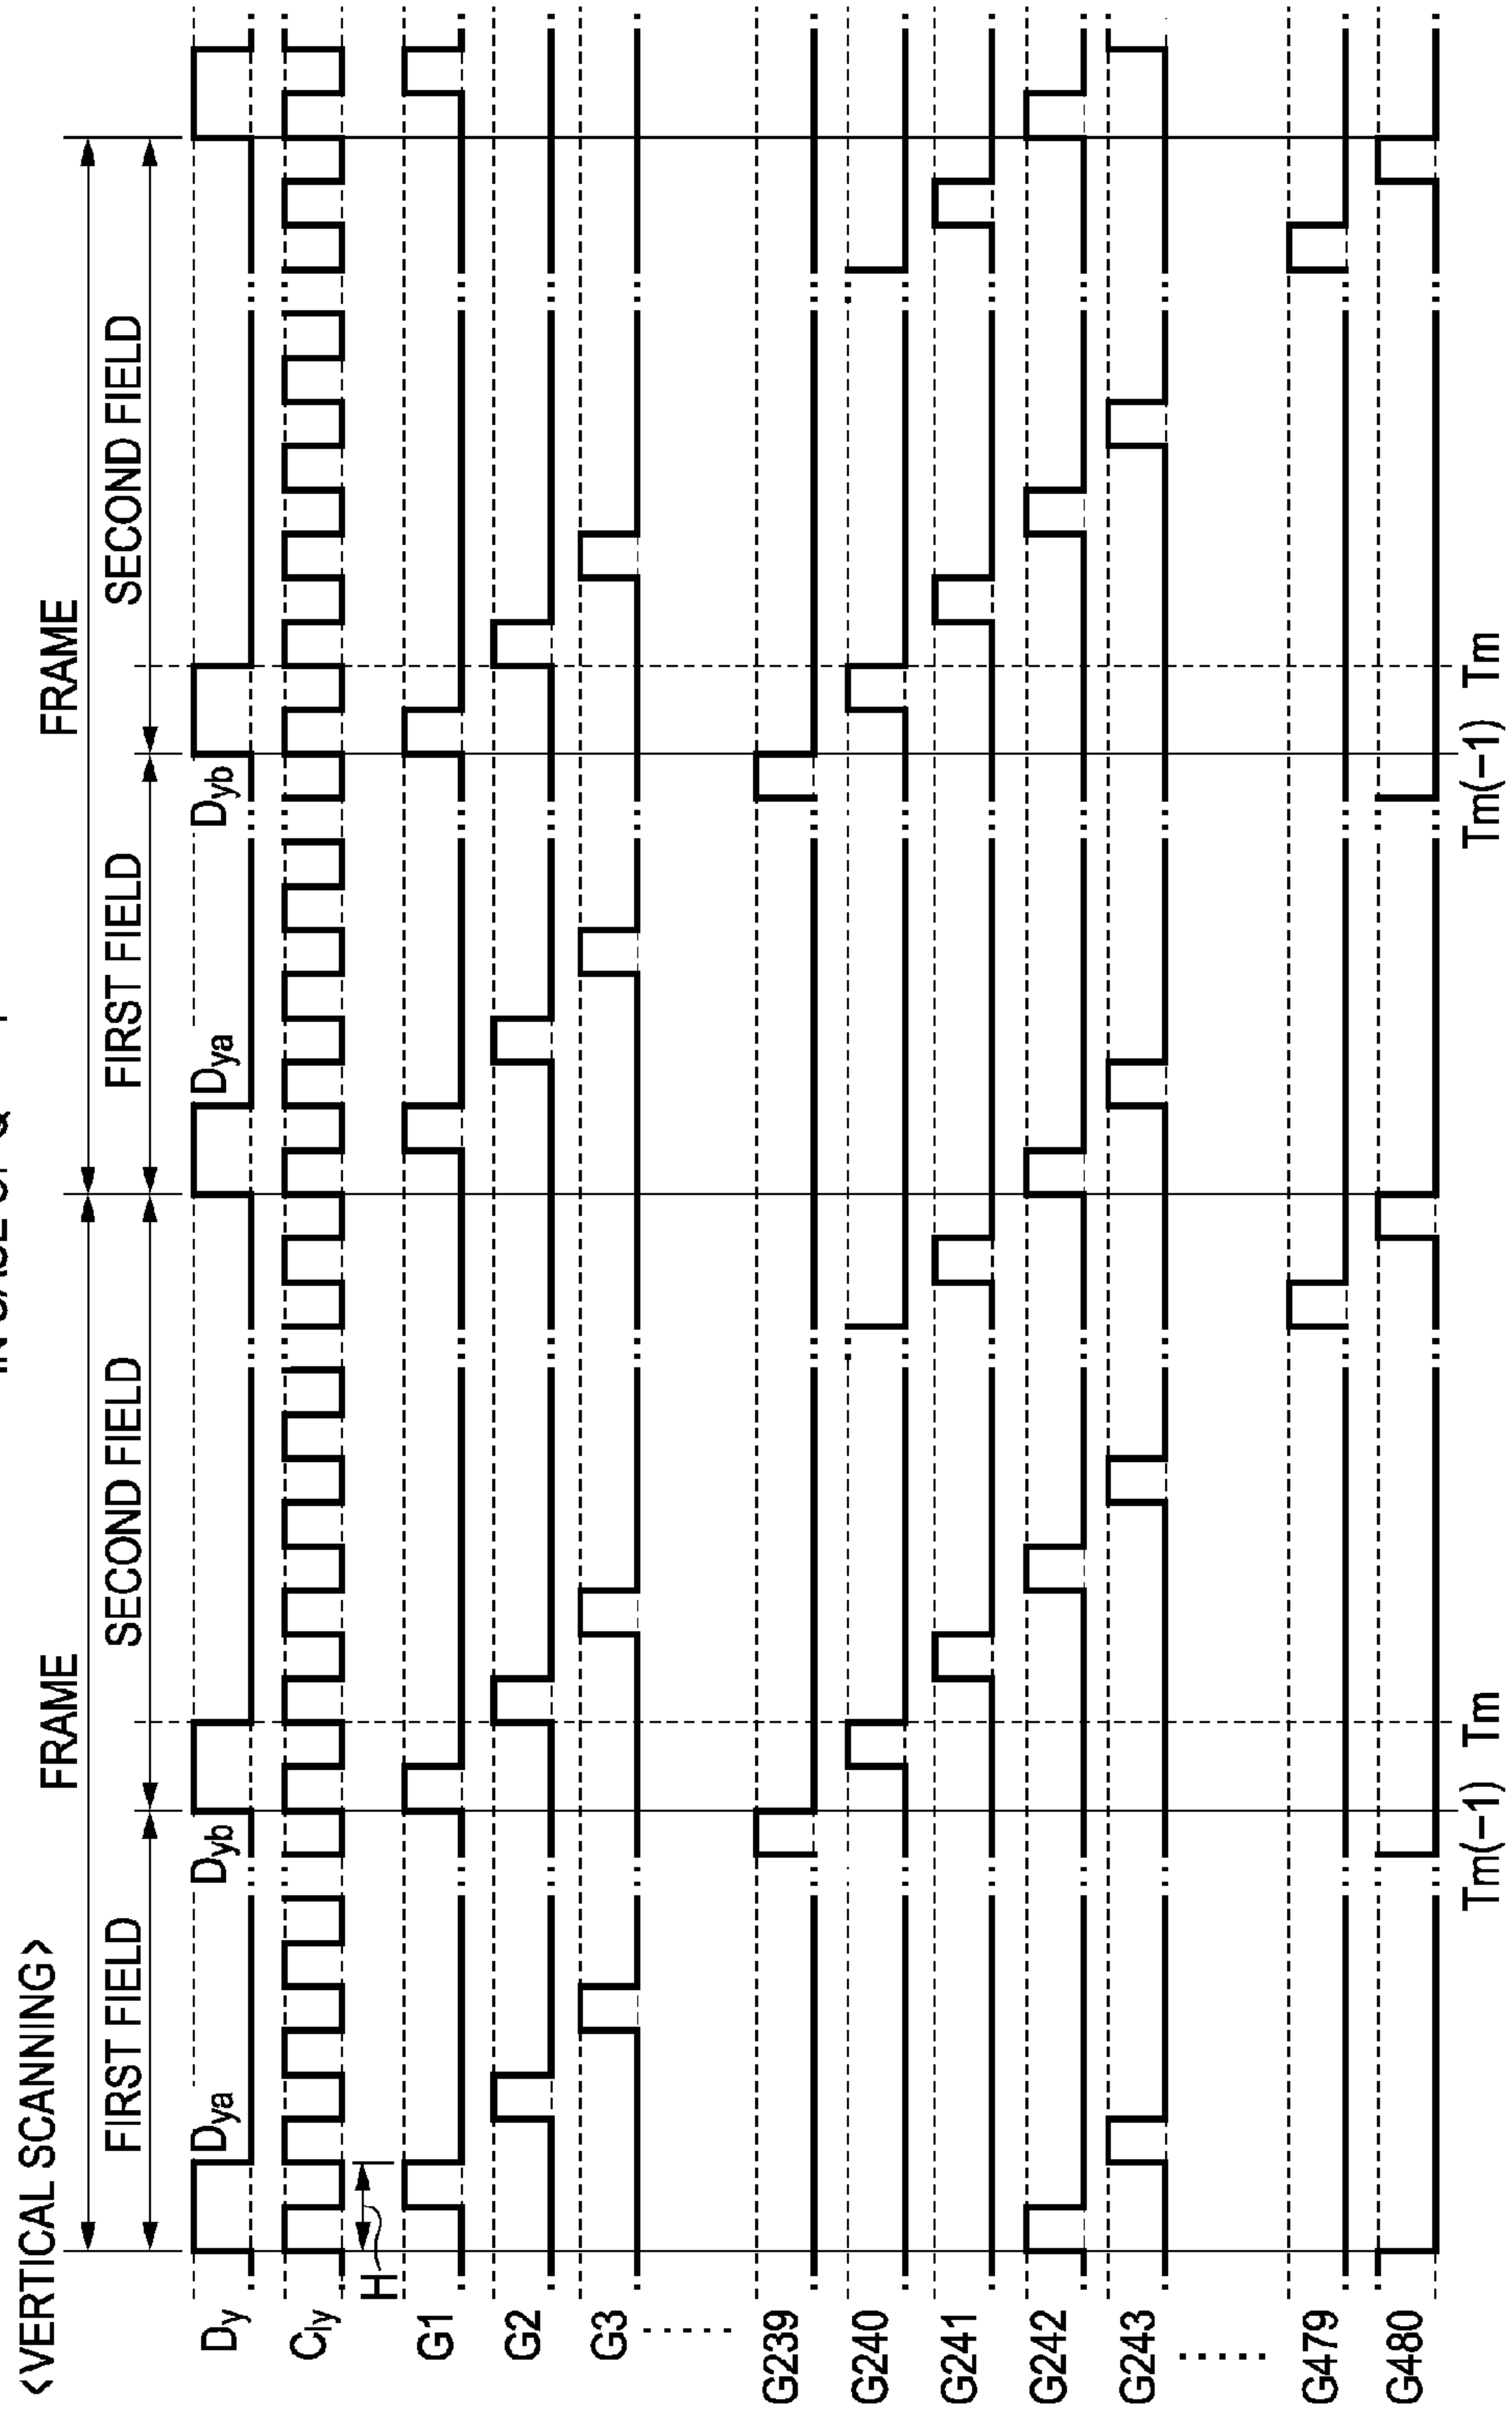 <VERTICAL SCANNING>
FRAME
FRAME
FIRST FIELD
SECOND FIELD
FIRST FIELD
SECOND FIELD
Dy
Dya
Dyb
Dya
Dyb
Cly
H
G1
G2
G3
.....
G239
G240
G241
G242
G243
.....
G479
G480
Tm(−1)
Tm
Tm(−1)
Tm